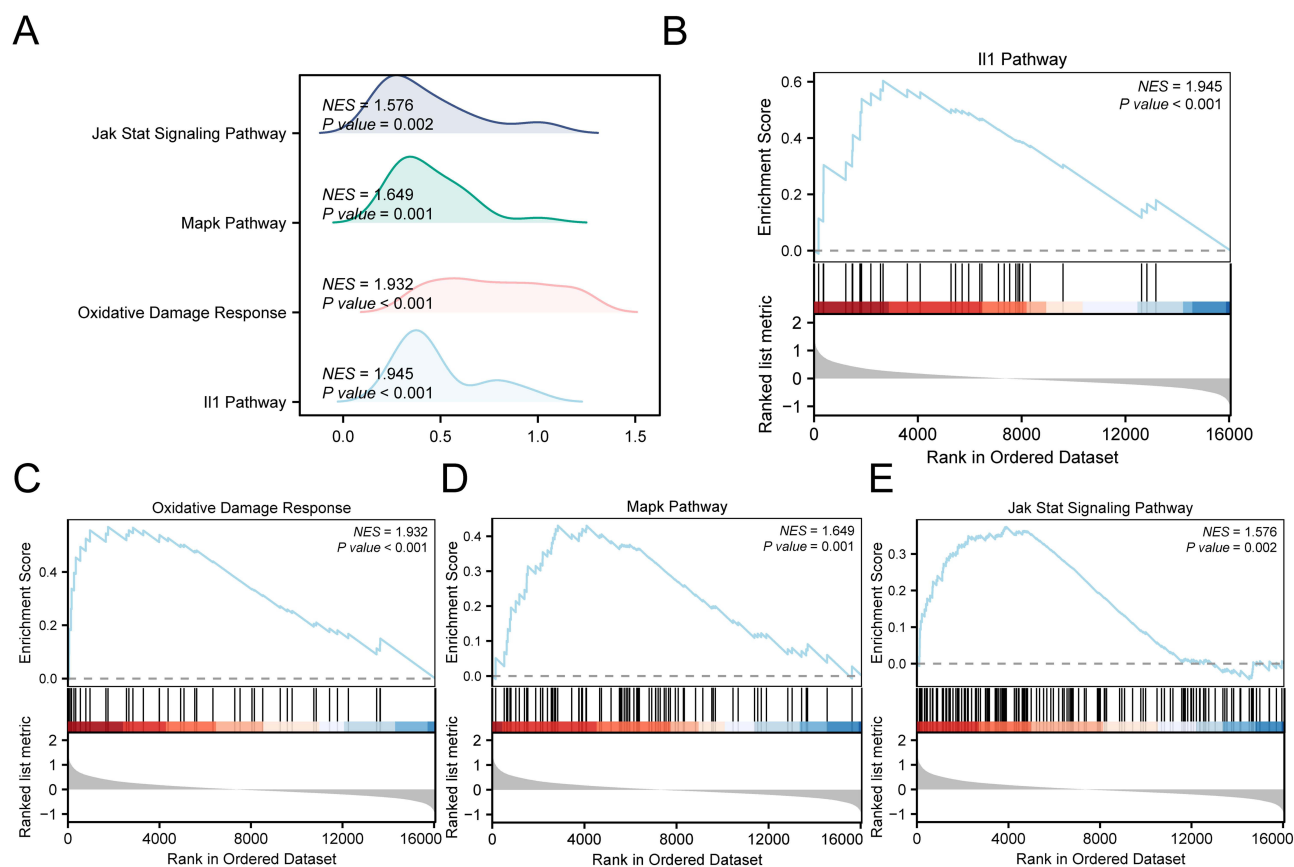 A
Jak Stat Signaling Pathway
NES = 1.576
P value = 0.002
Mapk Pathway
NES = 1.649
P value = 0.001
Oxidative Damage Response
NES = 1.932
P value < 0.001
Il1 Pathway
NES = 1.945
P value < 0.001
0.0 0.5 1.0 1.5
B
Il1 Pathway
NES = 1.945
P value < 0.001
Enrichment Score
0.6
0.4
0.2
0.0
Ranked list metric
2
1
0
−1
0 4000 8000 12000 16000
Rank in Ordered Dataset
C
Oxidative Damage Response
NES = 1.932
P value < 0.001
Enrichment Score
0.4
0.2
0.0
Ranked list metric
2
1
0
−1
0 4000 8000 12000 16000
Rank in Ordered Dataset
D
Mapk Pathway
NES = 1.649
P value = 0.001
Enrichment Score
0.4
0.3
0.2
0.1
0.0
Ranked list metric
2
1
0
−1
0 4000 8000 12000 16000
Rank in Ordered Dataset
E
Jak Stat Signaling Pathway
NES = 1.576
P value = 0.002
Enrichment Score
0.3
0.2
0.1
0.0
Ranked list metric
2
1
0
−1
0 4000 8000 12000 16000
Rank in Ordered Dataset